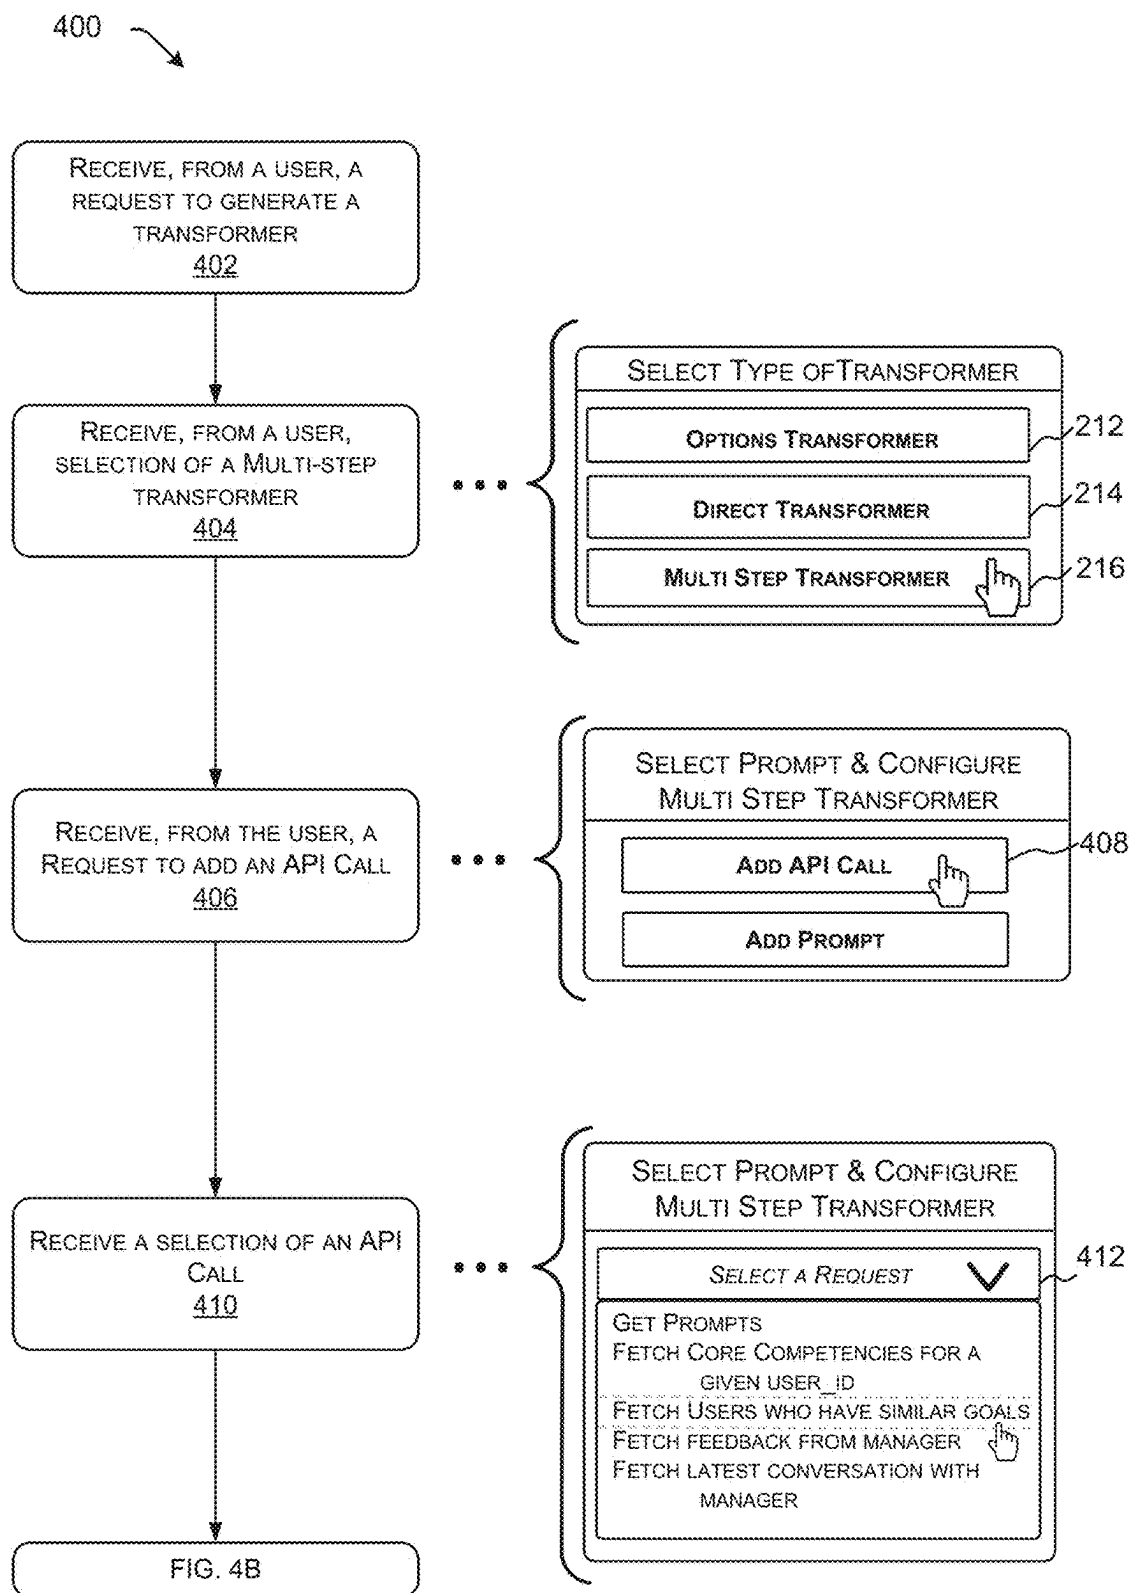 400
RECEIVE, FROM A USER, A
REQUEST TO GENERATE A
TRANSFORMER
402
RECEIVE, FROM A USER,
SELECTION OF A MULTI-STEP
TRANSFORMER
404
SELECT TYPE OFTRANSFORMER
OPTIONS TRANSFORMER
212
DIRECT TRANSFORMER
214
MULTI STEP TRANSFORMER
216
RECEIVE, FROM THE USER, A
REQUEST TO ADD AN API CALL
406
SELECT PROMPT & CONFIGURE
MULTI STEP TRANSFORMER
ADD API CALL
408
ADD PROMPT
RECEIVE A SELECTION OF AN API
CALL
410
SELECT PROMPT & CONFIGURE
MULTI STEP TRANSFORMER
SELECT A REQUEST
412
GET PROMPTS
FETCH CORE COMPETENCIES FOR A
GIVEN USER_ID
FETCH USERS WHO HAVE SIMILAR GOALS
FETCH FEEDBACK FROM MANAGER
FETCH LATEST CONVERSATION WITH
MANAGER
FIG. 4B